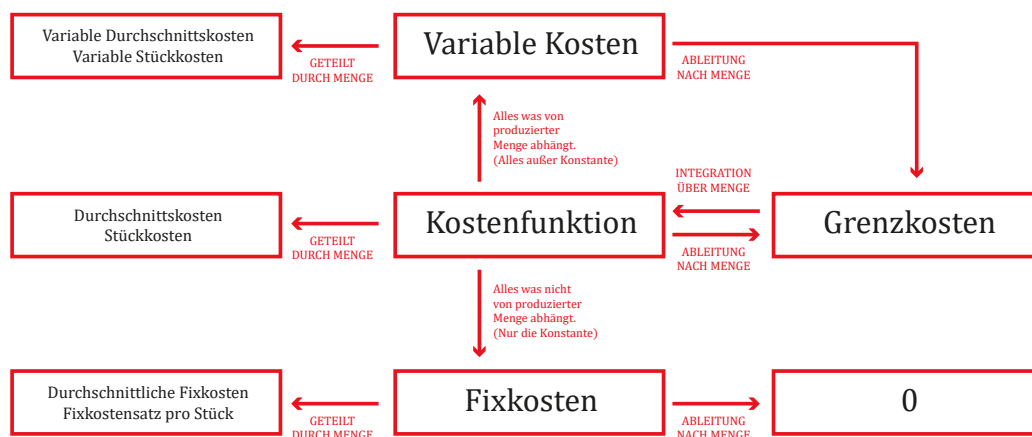 Variable Durchschnittskosten
Variable Stückkosten
GETEILT
DURCH MENGE
Variable Kosten
ABLEITUNG
NACH MENGE
Alles was von
produzierter
Menge abhängt.
(Alles außer Konstante)
INTEGRATION
ÜBER MENGE
Durchschnittskosten
Stückkosten
GETEILT
DURCH MENGE
Kostenfunktion
ABLEITUNG
NACH MENGE
Grenzkosten
Alles was nicht
von produzierter
Menge abhängt.
(Nur die Konstante)
Durchschnittliche Fixkosten
Fixkostensatz pro Stück
GETEILT
DURCH MENGE
Fixkosten
ABLEITUNG
NACH MENGE
0